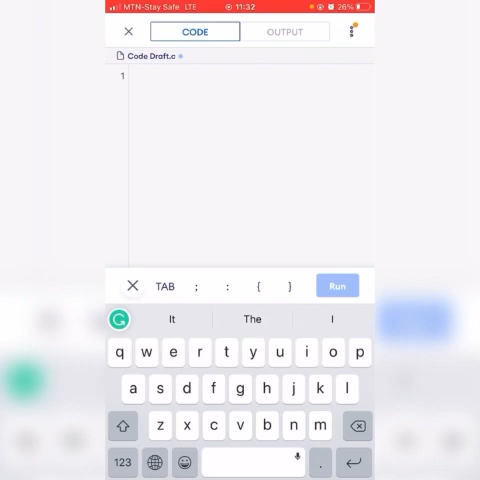 MTN-Stay Safe LTE 11:32 26%
CODE OUTPUT
Code Draft.c
1
TAB ; : { } Run
It The I
q w e r t y u i o p
a s d f g h j k l
z x c v b n m
123 .